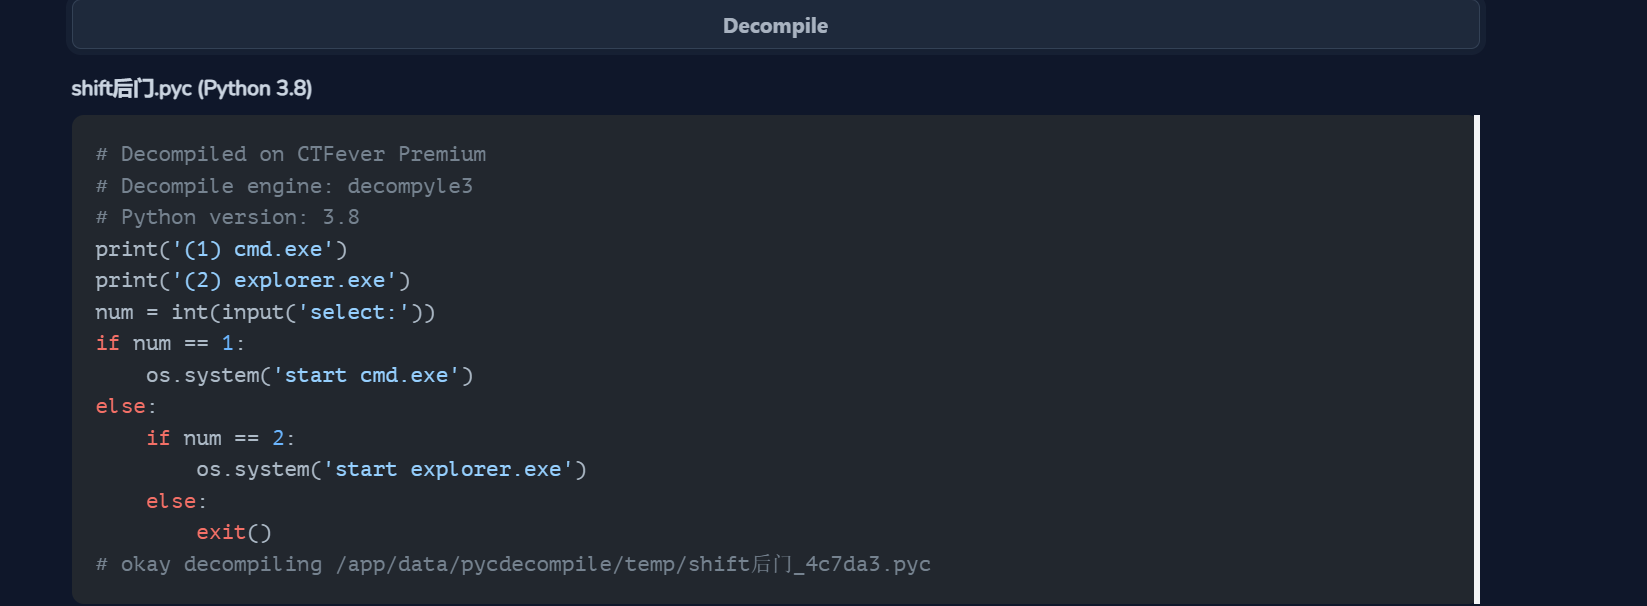 Decompile
shift后门.pyc (Python 3.8)
# Decompiled on CTFever Premium
# Decompile engine: decompyle3
# Python version: 3.8
print('(1) cmd.exe')
print('(2) explorer.exe')
num = int(input('select:'))
if num == 1:
    os.system('start cmd.exe')
else:
    if num == 2:
        os.system('start explorer.exe')
    else:
        exit()
# okay decompiling /app/data/pycdecompile/temp/shift后门_4c7da3.pyc